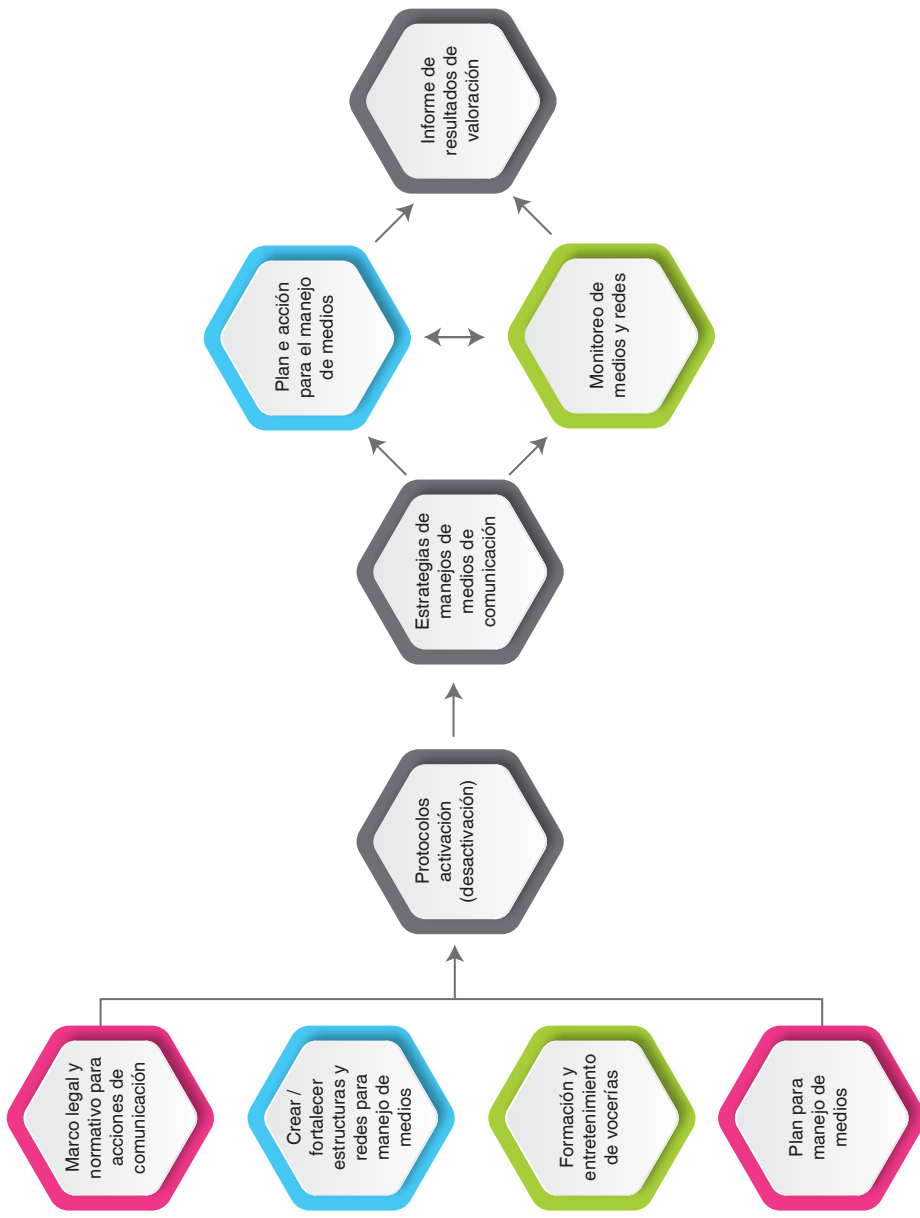 Marco legal y
normativo para
acciones de
comunicación
Crear /
fortalecer
estructuras y
redes para
manejo de
medios
Formación y
entretenimiento
de vocerías
Plan para
manejo de
medios
Protocolos
activación
(desactivación)
Estrategias de
manejos de
medios de
comunicación
Plan e acción
para el manejo
de medios
Monitoreo de
medios y redes
Informe de
resultados de
valoración